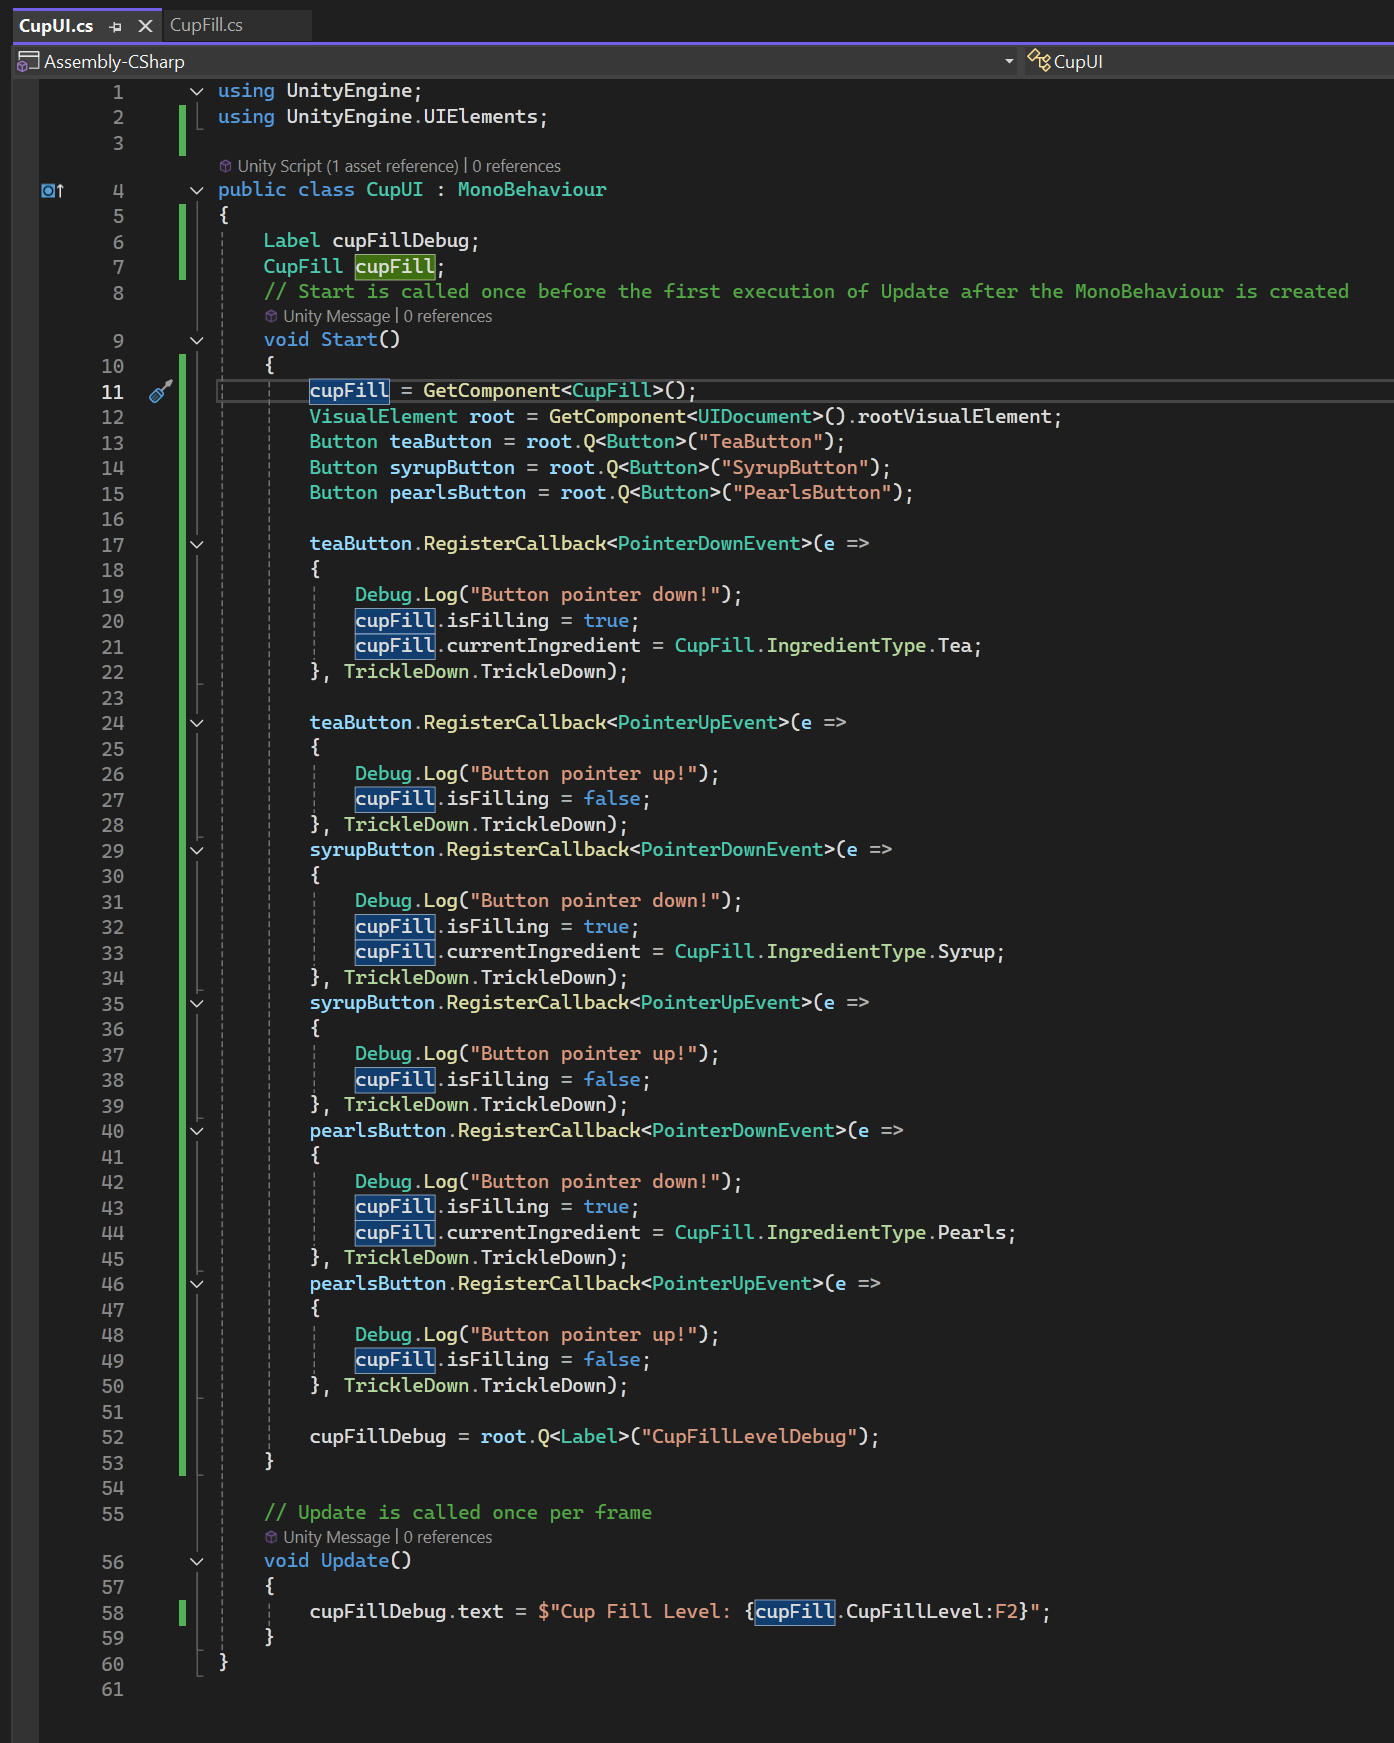 CupUI.cs
CupFill.cs
Assembly-CSharp
CupUI
1 using UnityEngine;
2 using UnityEngine.UIElements;
3
Unity Script (1 asset reference) | 0 references
4 public class CupUI : MonoBehaviour
5 {
6 Label cupFillDebug;
7 CupFill cupFill;
8 // Start is called once before the first execution of Update after the MonoBehaviour is created
Unity Message | 0 references
9 void Start()
10 {
11 cupFill = GetComponent<CupFill>();
12 VisualElement root = GetComponent<UIDocument>().rootVisualElement;
13 Button teaButton = root.Q<Button>("TeaButton");
14 Button syrupButton = root.Q<Button>("SyrupButton");
15 Button pearlsButton = root.Q<Button>("PearlsButton");
16
17 teaButton.RegisterCallback<PointerDownEvent>(e =>
18 {
19 Debug.Log("Button pointer down!");
20 cupFill.isFilling = true;
21 cupFill.currentIngredient = CupFill.IngredientType.Tea;
22 }, TrickleDown.TrickleDown);
23
24 teaButton.RegisterCallback<PointerUpEvent>(e =>
25 {
26 Debug.Log("Button pointer up!");
27 cupFill.isFilling = false;
28 }, TrickleDown.TrickleDown);
29 syrupButton.RegisterCallback<PointerDownEvent>(e =>
30 {
31 Debug.Log("Button pointer down!");
32 cupFill.isFilling = true;
33 cupFill.currentIngredient = CupFill.IngredientType.Syrup;
34 }, TrickleDown.TrickleDown);
35 syrupButton.RegisterCallback<PointerUpEvent>(e =>
36 {
37 Debug.Log("Button pointer up!");
38 cupFill.isFilling = false;
39 }, TrickleDown.TrickleDown);
40 pearlsButton.RegisterCallback<PointerDownEvent>(e =>
41 {
42 Debug.Log("Button pointer down!");
43 cupFill.isFilling = true;
44 cupFill.currentIngredient = CupFill.IngredientType.Pearls;
45 }, TrickleDown.TrickleDown);
46 pearlsButton.RegisterCallback<PointerUpEvent>(e =>
47 {
48 Debug.Log("Button pointer up!");
49 cupFill.isFilling = false;
50 }, TrickleDown.TrickleDown);
51
52 cupFillDebug = root.Q<Label>("CupFillLevelDebug");
53 }
54
55 // Update is called once per frame
Unity Message | 0 references
56 void Update()
57 {
58 cupFillDebug.text = $"Cup Fill Level: {cupFill.CupFillLevel:F2}";
59 }
60 }
61